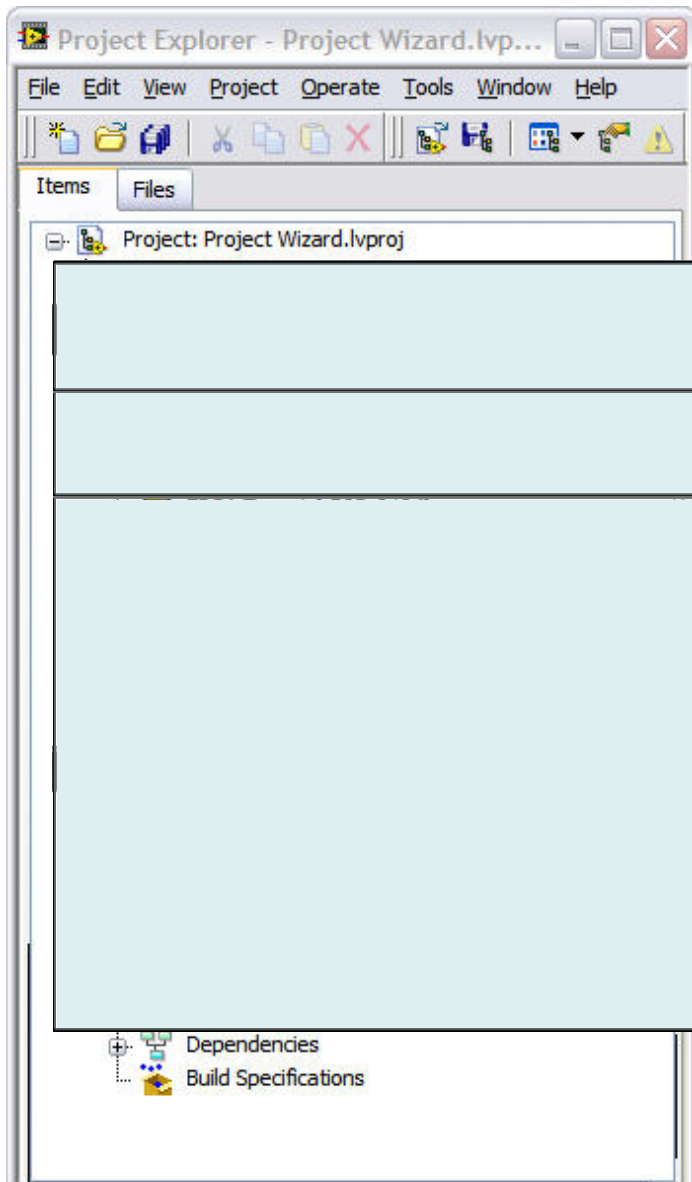 Project Explorer - Project Wizard.lvp...
File Edit View Project Operate Tools Window Help
Items Files
Project: Project Wizard.lvproj
Dependencies
Build Specifications